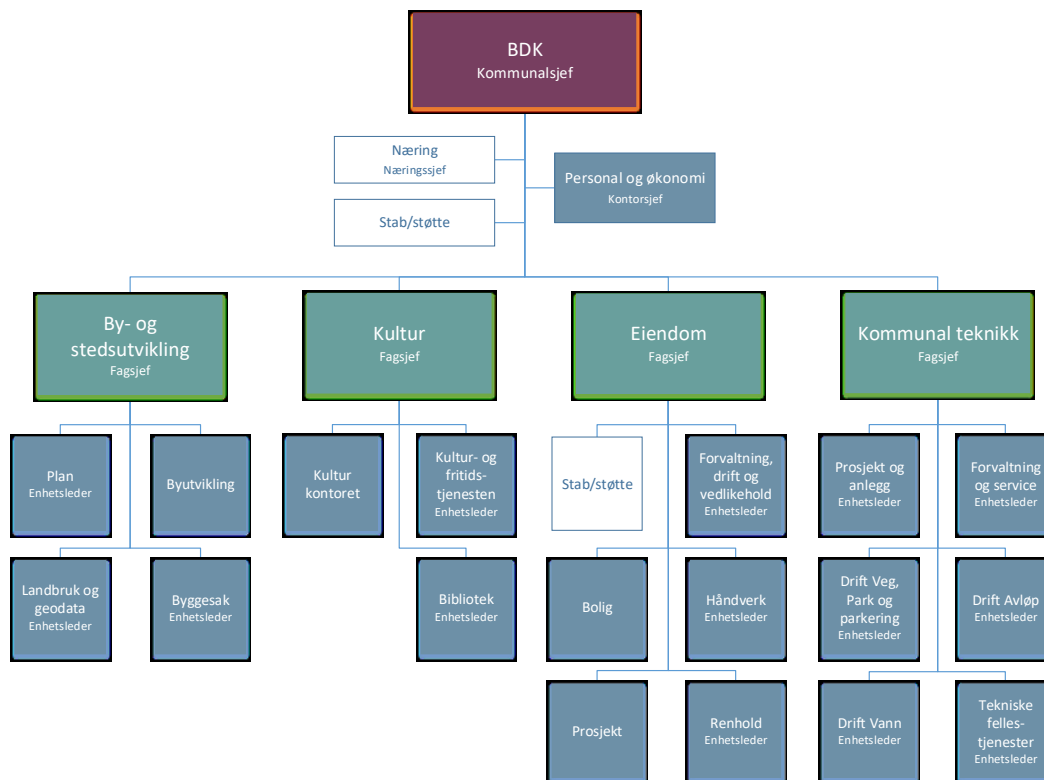 BDK
Kommunalsjef
Næring
Næringssjef
Personal og økonomi
Kontorsjef
Stab/støtte
By- og
stedsutvikling
Fagsjef
Kultur
Fagsjef
Eiendom
Fagsjef
Kommunal teknikk
Fagsjef
Plan
Enhetsleder
Byutvikling
Kultur
kontoret
Kultur- og
fritids-
tjenesten
Enhetsleder
Stab/støtte
Forvaltning,
drift og
vedlikehold
Enhetsleder
Prosjekt og
anlegg
Enhetsleder
Forvaltning
og service
Enhetsleder
Landbruk og
geodata
Enhetsleder
Byggesak
Enhetsleder
Bibliotek
Enhetsleder
Bolig
Håndverk
Enhetsleder
Drift Veg,
Park og
parkering
Enhetsleder
Drift Avløp
Enhetsleder
Prosjekt
Renhold
Enhetsleder
Drift Vann
Enhetsleder
Tekniske
felles-
tjenester
Enhetsleder